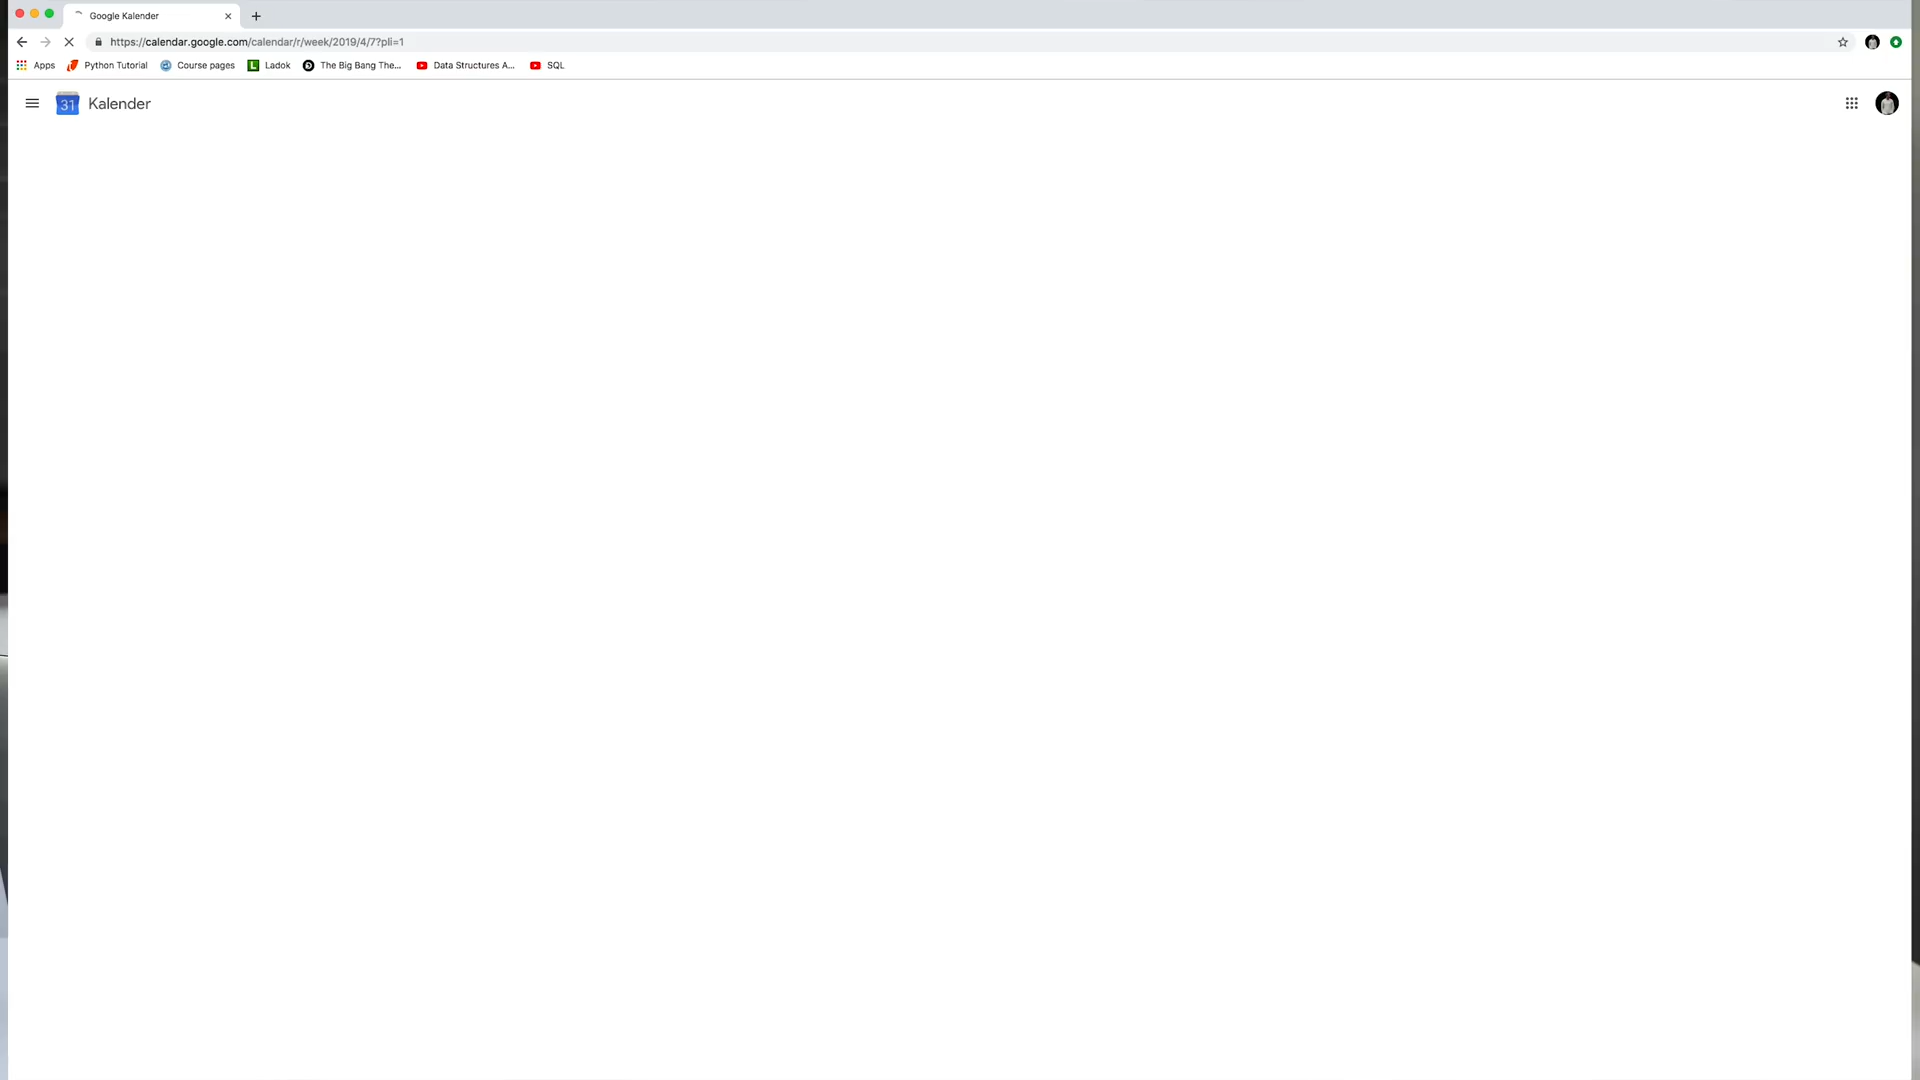 Google Kalender
https://calendar.google.com/calendar/r/week/2019/4/7?pli=1
Apps Python Tutorial Course pages L Ladok The Big Bang The... Data Structures A... SQL
31 Kalender